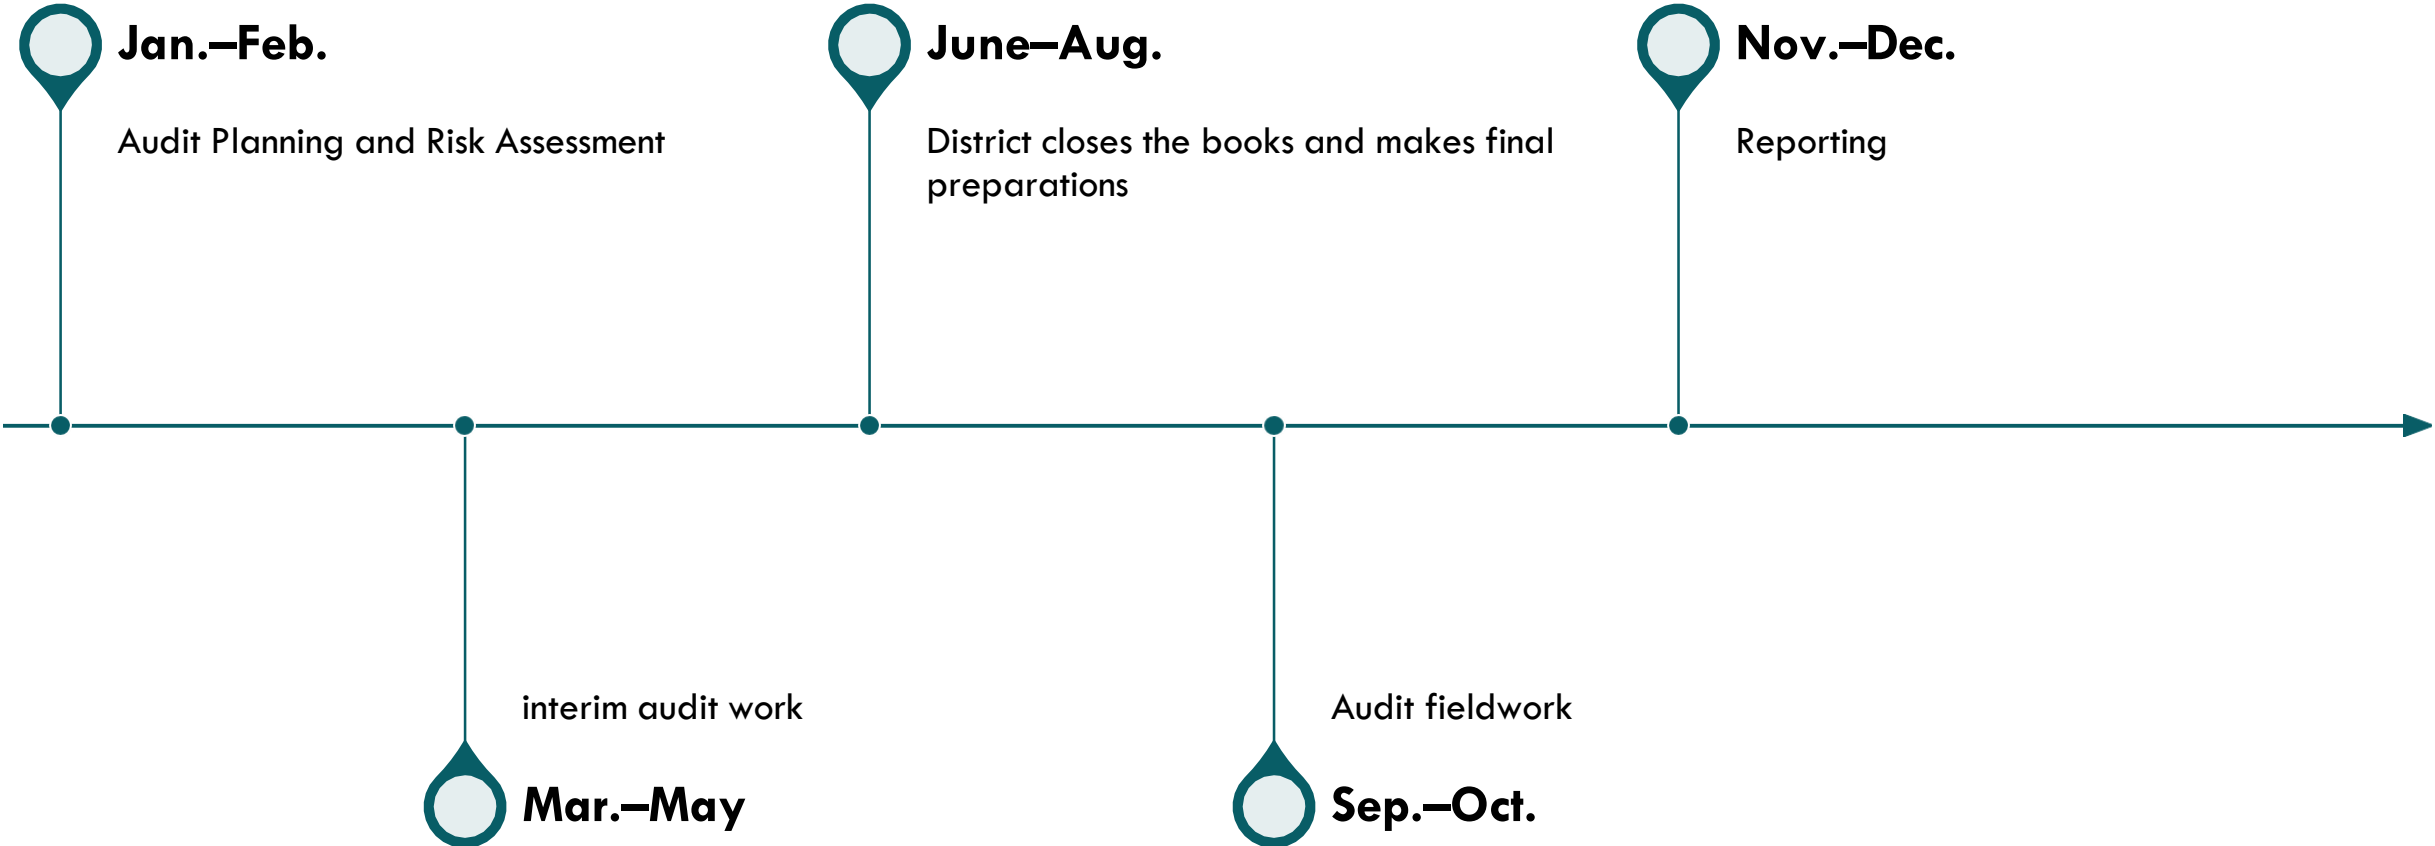 Jan.–Feb.
Audit Planning and Risk Assessment
interim audit work
Mar.–May
June–Aug.
District closes the books and makes final
preparations
Audit fieldwork
Sep.–Oct.
Nov.–Dec.
Reporting